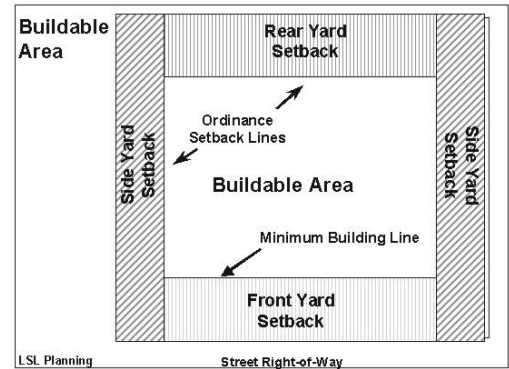 Buildable
Area
Rear Yard
Setback
Ordinance
Setback Lines
Side Yard
Setback
Side Yard
Setback
Buildable Area
Minimum Building Line
Front Yard
Setback
LSL Planning
Street Right-of-Way